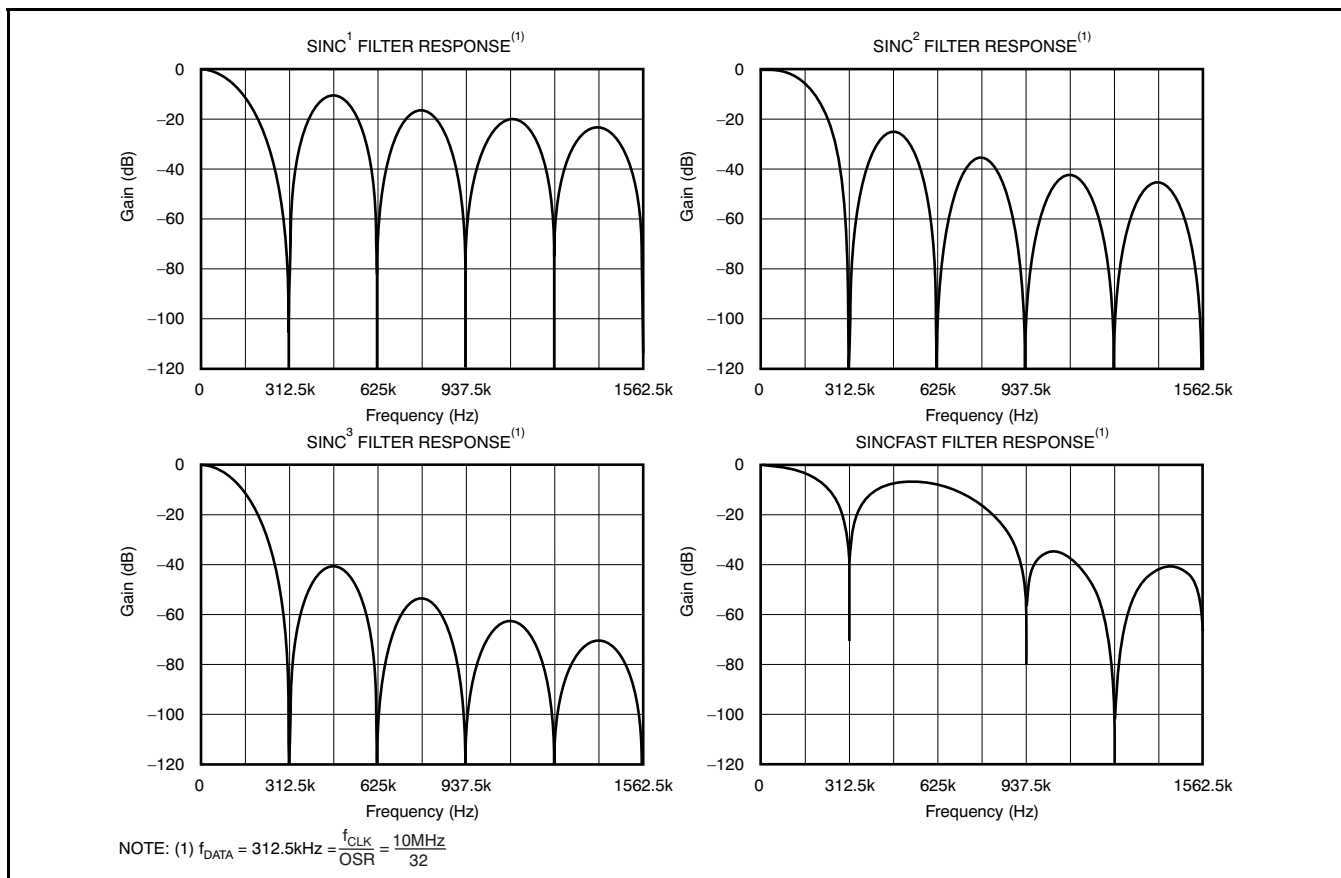 SINC¹ FILTER RESPONSE(1)
0
–20
–40
–60
–80
–100
–120
Gain (dB)
0 312.5k 625k 937.5k 1562.5k
Frequency (Hz)
SINC² FILTER RESPONSE(1)
0
–20
–40
–60
–80
–100
–120
Gain (dB)
0 312.5k 625k 937.5k 1562.5k
Frequency (Hz)
SINC³ FILTER RESPONSE(1)
0
–20
–40
–60
–80
–100
–120
Gain (dB)
0 312.5k 625k 937.5k 1562.5k
Frequency (Hz)
SINCFAST FILTER RESPONSE(1)
0
–20
–40
–60
–80
–100
–120
Gain (dB)
0 312.5k 625k 937.5k 1562.5k
Frequency (Hz)
NOTE: (1) fDATA = 312.5kHz = fCLK/OSR = 10MHz/32